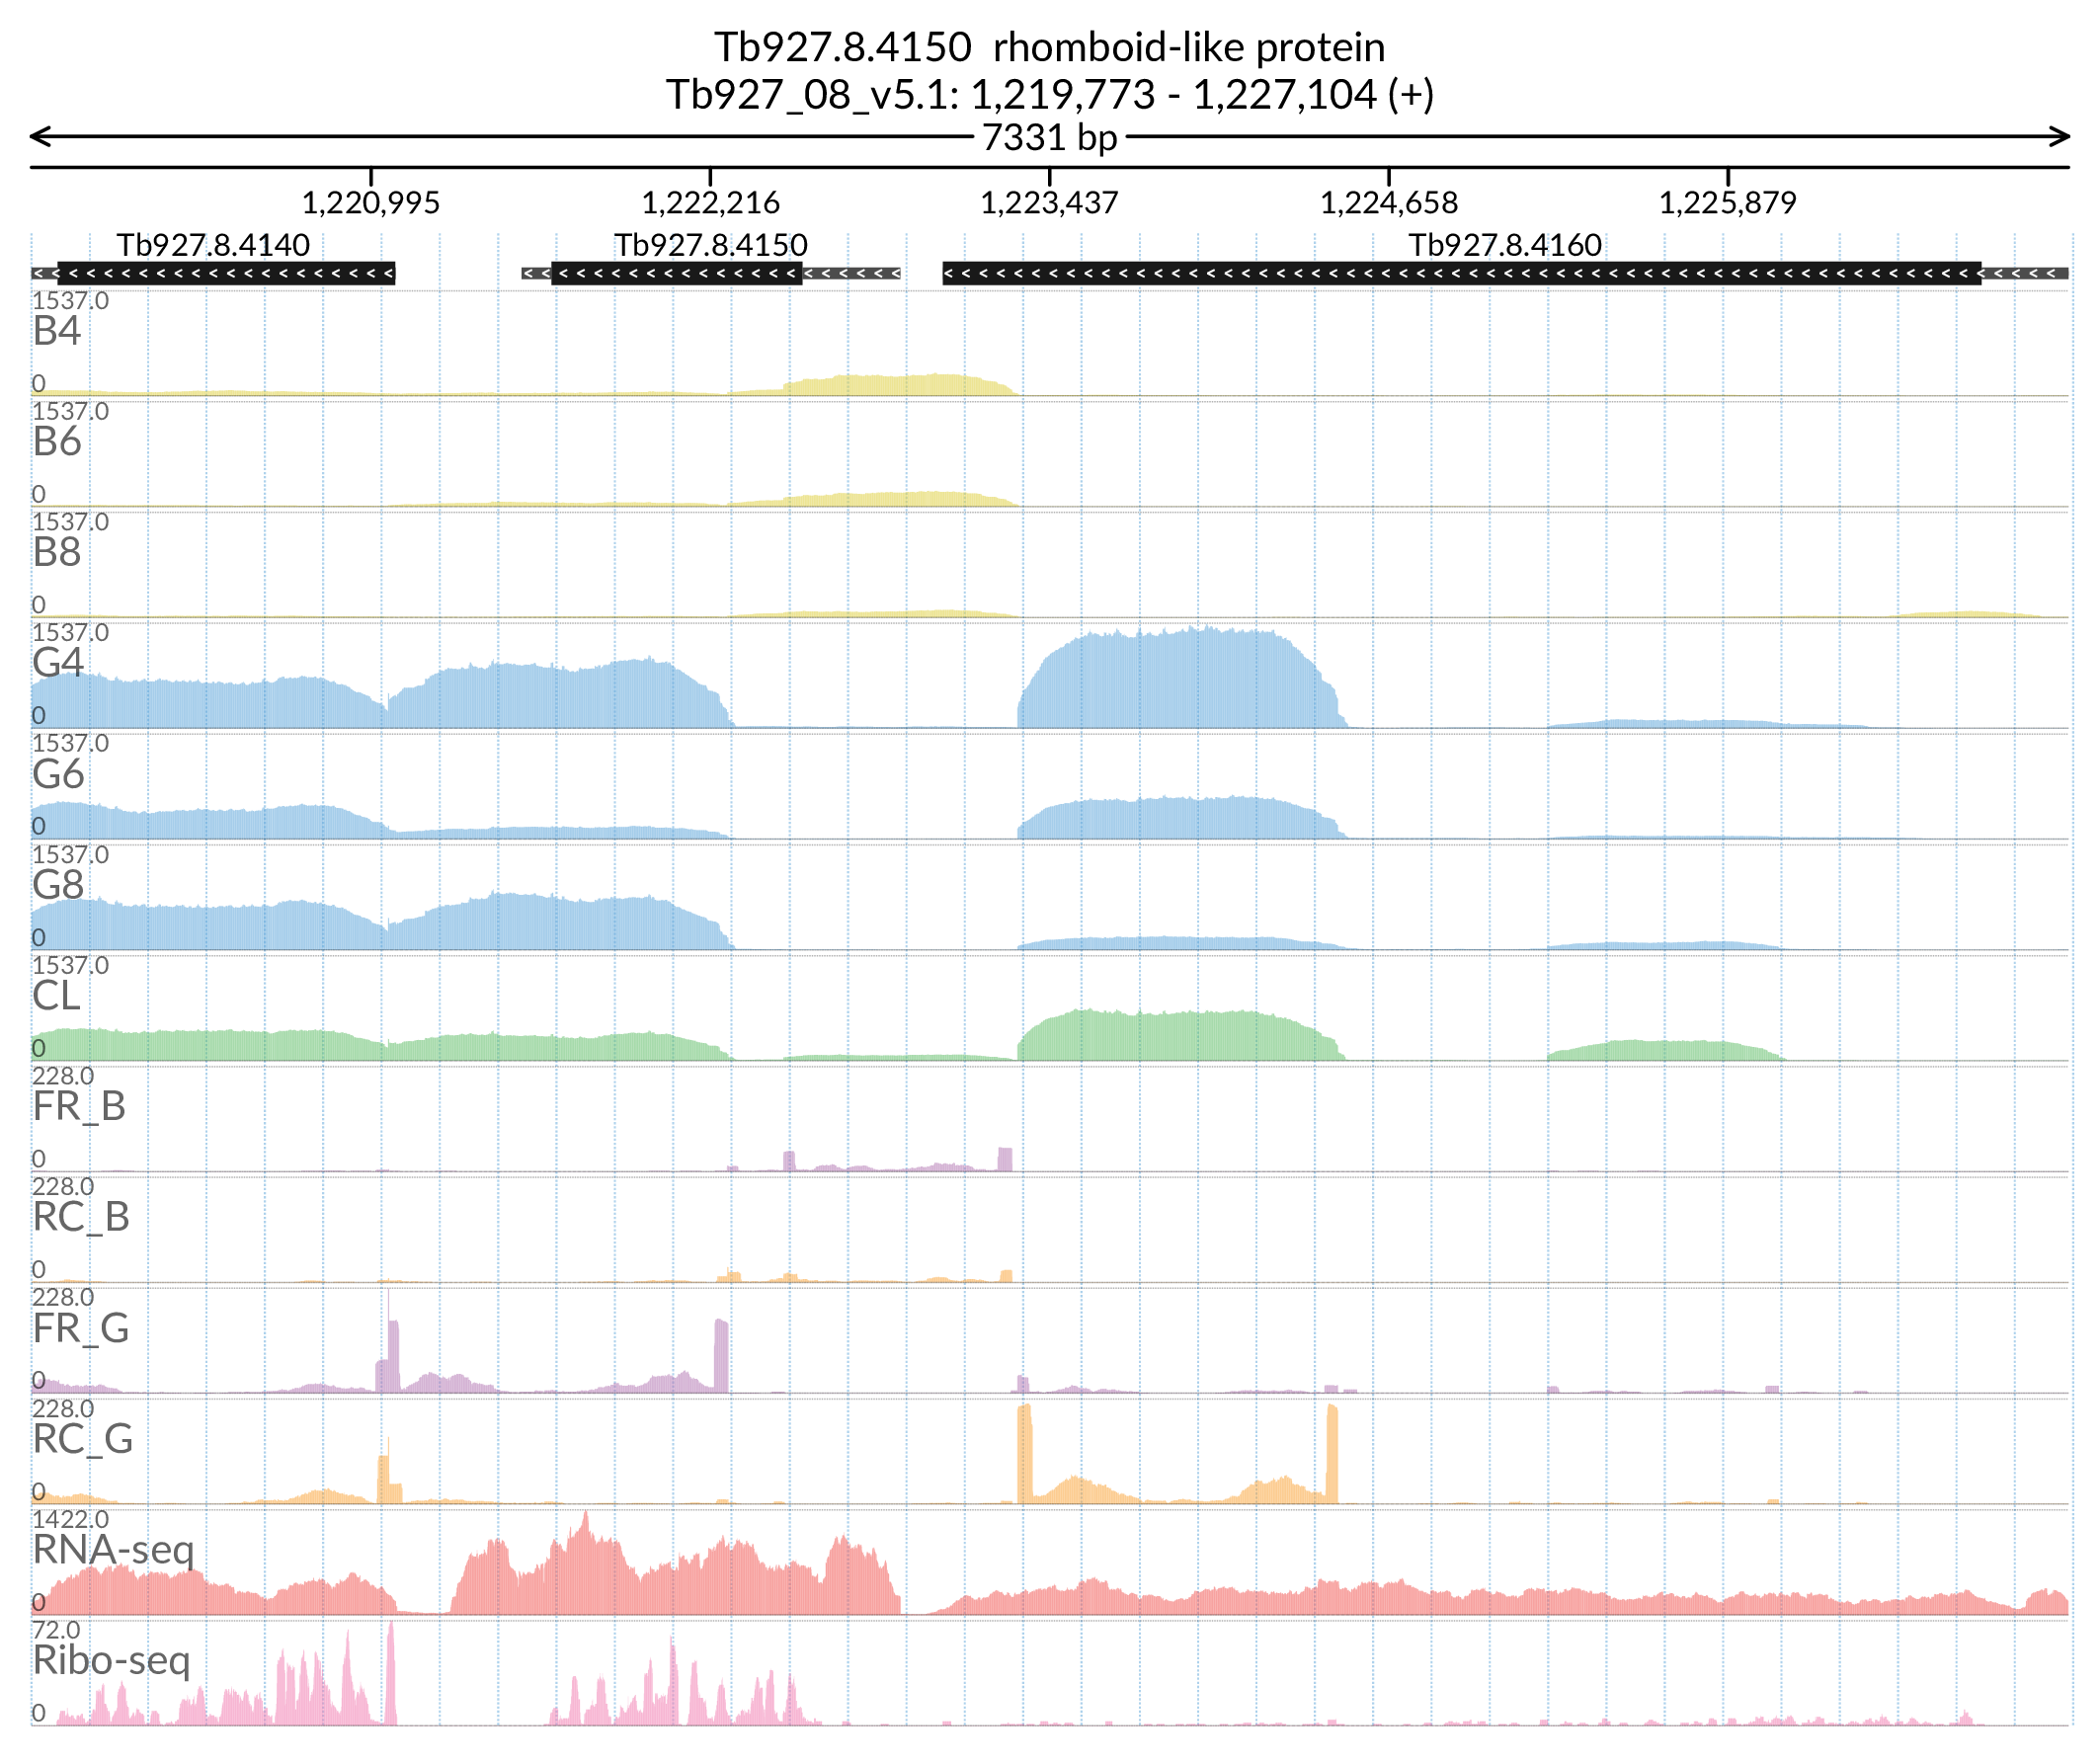 Tb927.8.4150  rhomboid-like protein
Tb927_08_v5.1: 1,219,773 - 1,227,104 (+)
7331 bp
1,220,995 1,222,216 1,223,437 1,224,658 1,225,879
Tb927.8.4140 Tb927.8.4150 Tb927.8.4160
1537.0
B4
0
1537.0
B6
0
1537.0
B8
0
1537.0
G4
0
1537.0
G6
0
1537.0
G8
0
1537.0
CL
0
228.0
FR_B
0
228.0
RC_B
0
228.0
FR_G
0
228.0
RC_G
0
1422.0
RNA-seq
0
72.0
Ribo-seq
0